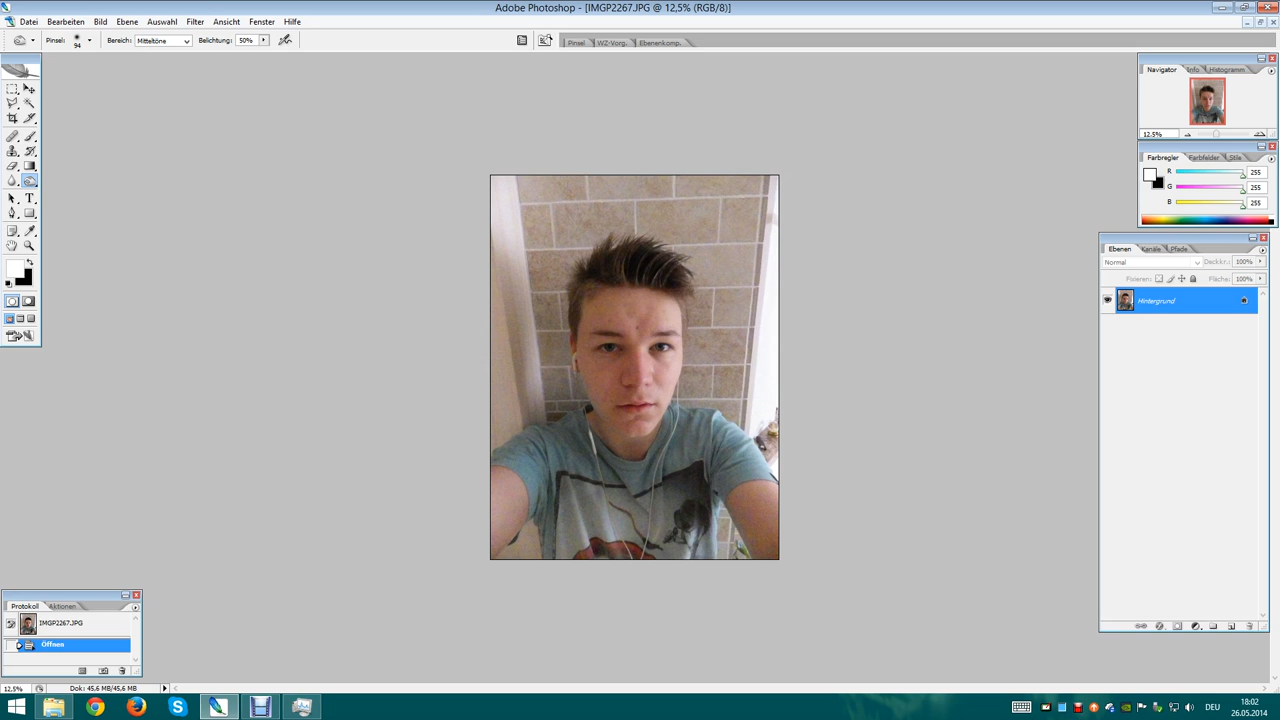 Adobe Photoshop - [IMGP2267.JPG @ 12,5% (RGB/8)]
Datei Bearbeiten Bild Ebene Auswahl Filter Ansicht Fenster Hilfe
Pinsel: 94 Bereich: Mitteltöne Belichtung: 50% Pinsel WZ-Vorg. Ebenenkomp.
Navigator Info Histogramm
12.5%
Farbregler Farbfelder Stile
R 255
G 255
B 255
Ebenen Kanäle Pfade
Normal Deckkr.: 100%
Fixieren: Fläche: 100%
Hintergrund
T
Protokoll Aktionen
IMGP2267.JPG
Öffnen
12,5% Dok: 45,6 MB/45,6 MB
DEU 18:02
26.05.2014